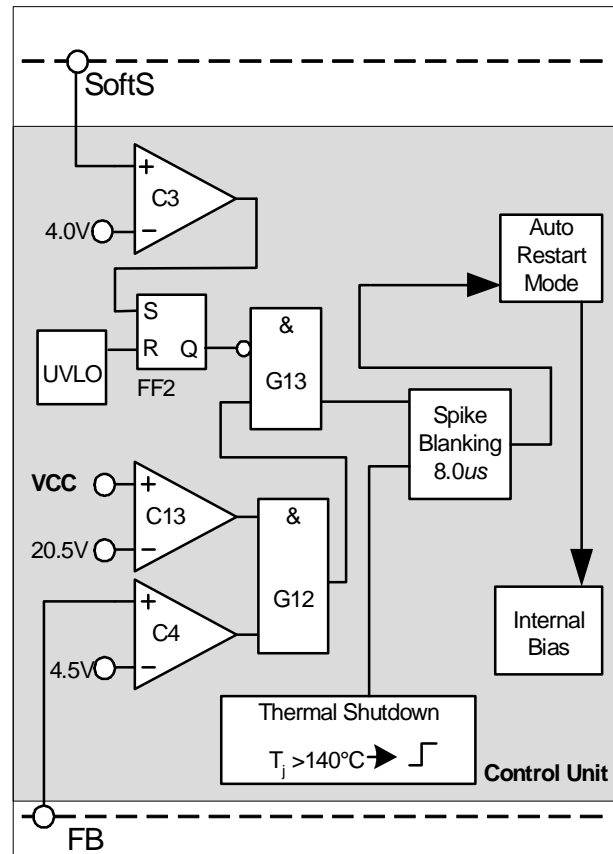 SoftS
+
C3
4.0V
−
Auto
Restart
Mode
S
R
Q
UVLO
FF2
&
G13
Spike
Blanking
8.0us
VCC
+
C13
20.5V
−
&
G12
+
C4
4.5V
−
Internal
Bias
Thermal Shutdown
Tj >140°C
Control Unit
FB